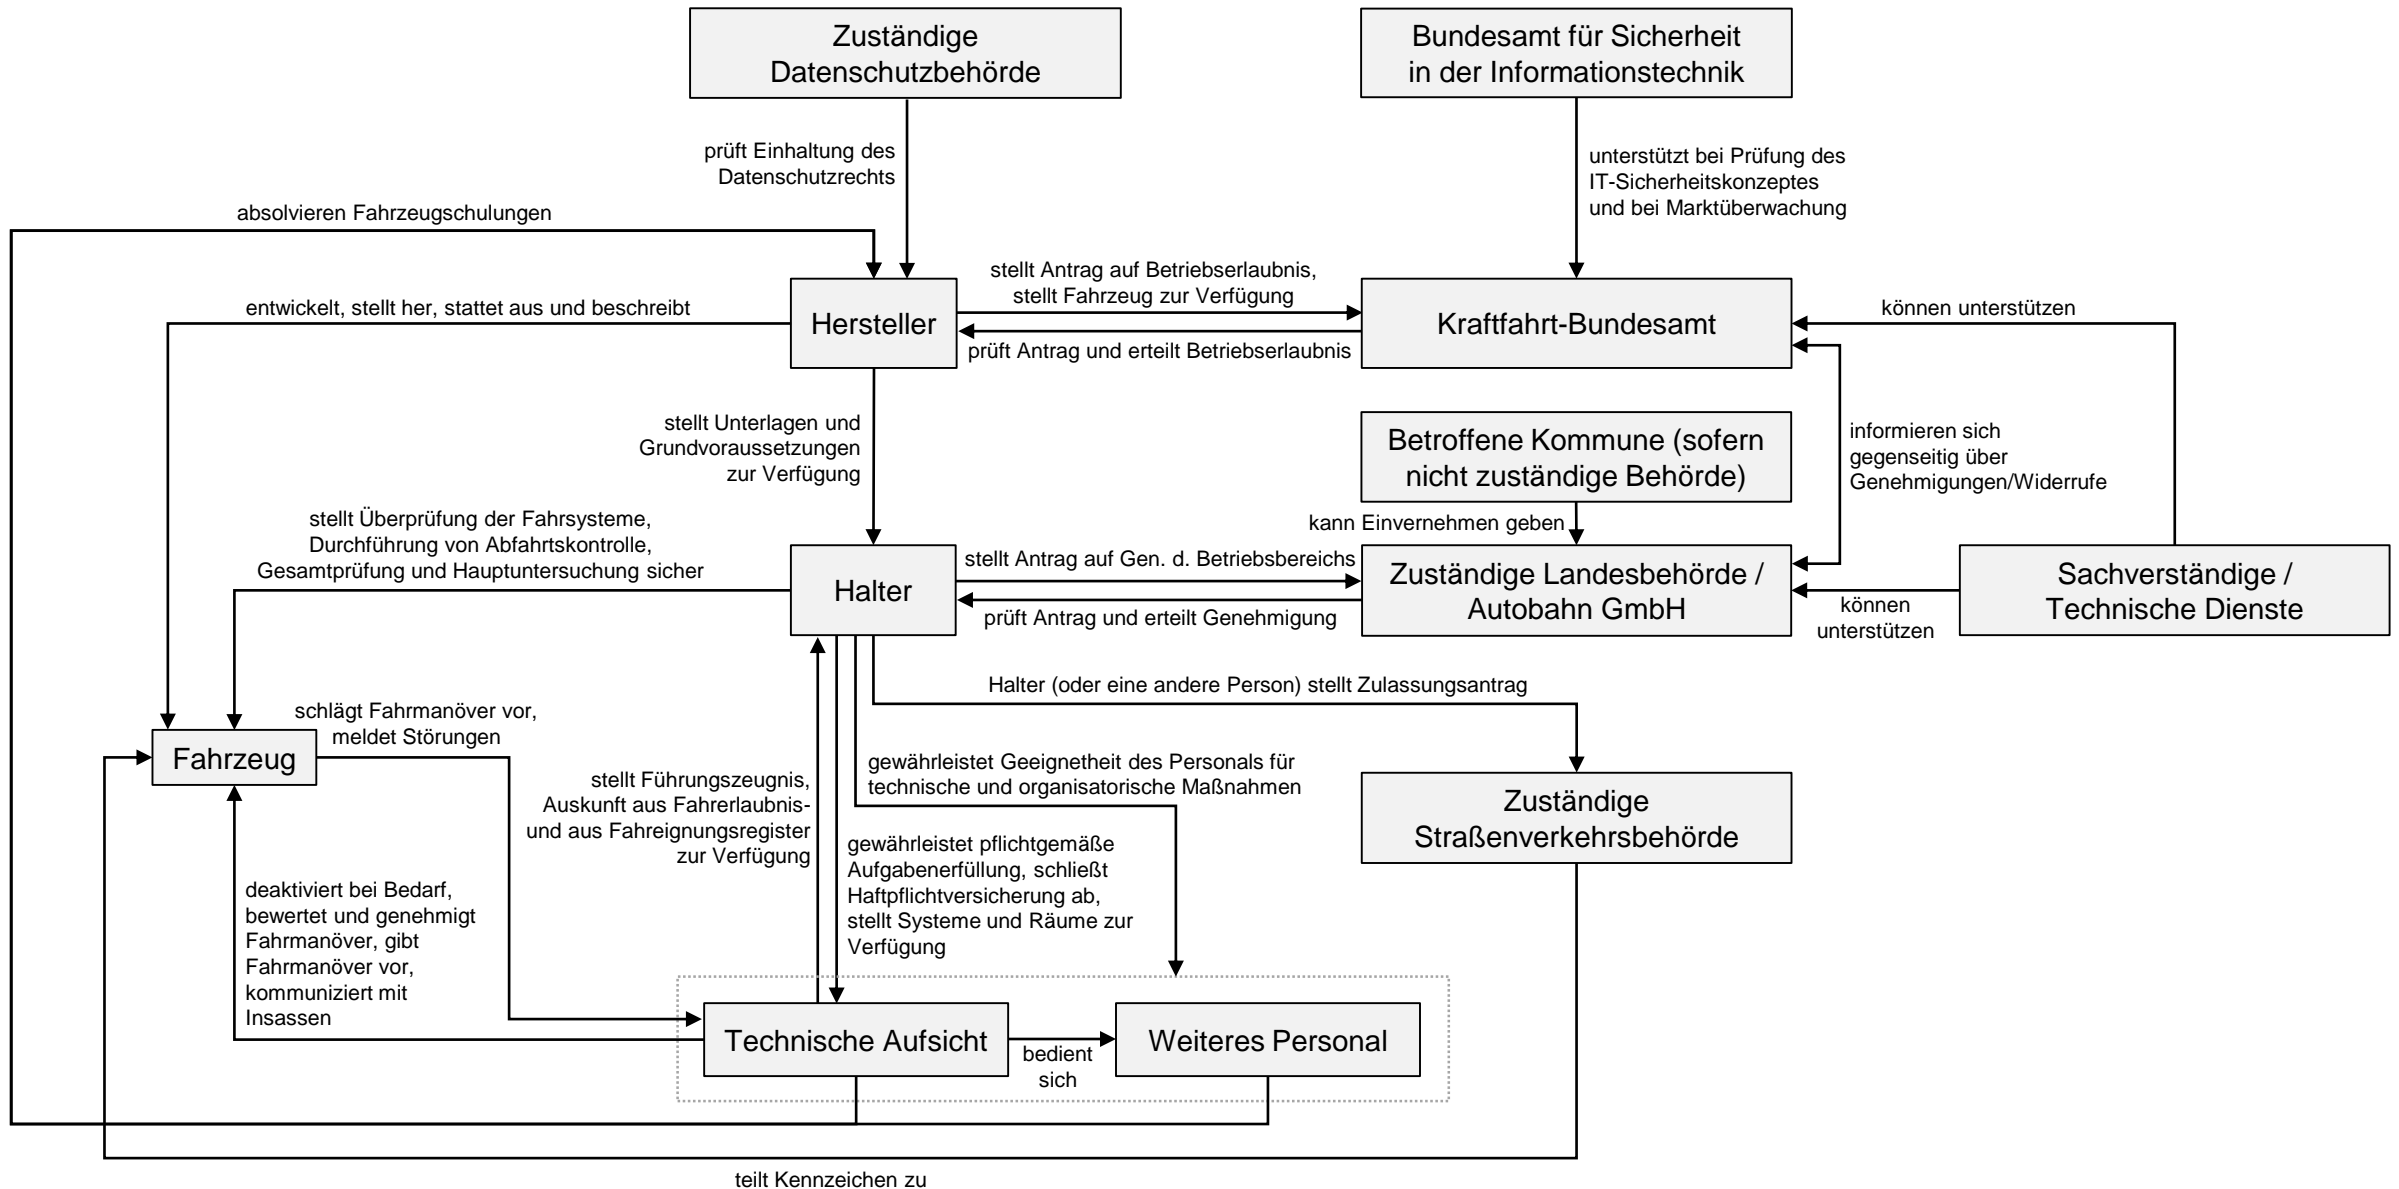 Zuständige
Datenschutzbehörde
Bundesamt für Sicherheit
in der Informationstechnik
prüft Einhaltung des
Datenschutzrechts
unterstützt bei Prüfung des
IT-Sicherheitskonzeptes
und bei Marktüberwachung
absolvieren Fahrzeugschulungen
stellt Antrag auf Betriebserlaubnis,
stellt Fahrzeug zur Verfügung
entwickelt, stellt her, stattet aus und beschreibt
Hersteller
Kraftfahrt-Bundesamt
können unterstützen
prüft Antrag und erteilt Betriebserlaubnis
stellt Unterlagen und
Grundvoraussetzungen
zur Verfügung
Betroffene Kommune (sofern
nicht zuständige Behörde)
informieren sich
gegenseitig über
Genehmigungen/Widerrufe
kann Einvernehmen geben
stellt Überprüfung der Fahrsysteme,
Durchführung von Abfahrtskontrolle,
Gesamtprüfung und Hauptuntersuchung sicher
Halter
stellt Antrag auf Gen. d. Betriebsbereichs
prüft Antrag und erteilt Genehmigung
Zuständige Landesbehörde /
Autobahn GmbH
können
unterstützen
Sachverständige /
Technische Dienste
Halter (oder eine andere Person) stellt Zulassungsantrag
schlägt Fahrmanöver vor,
meldet Störungen
Fahrzeug
stellt Führungszeugnis,
Auskunft aus Fahrerlaubnis-
und aus Fahreignungsregister
zur Verfügung
gewährleistet Geeignetheit des Personals für
technische und organisatorische Maßnahmen
Zuständige
Straßenverkehrsbehörde
gewährleistet pflichtgemäße
Aufgabenerfüllung, schließt
Haftpflichtversicherung ab,
stellt Systeme und Räume zur
Verfügung
deaktiviert bei Bedarf,
bewertet und genehmigt
Fahrmanöver, gibt
Fahrmanöver vor,
kommuniziert mit
Insassen
Technische Aufsicht
bedient
sich
Weiteres Personal
teilt Kennzeichen zu